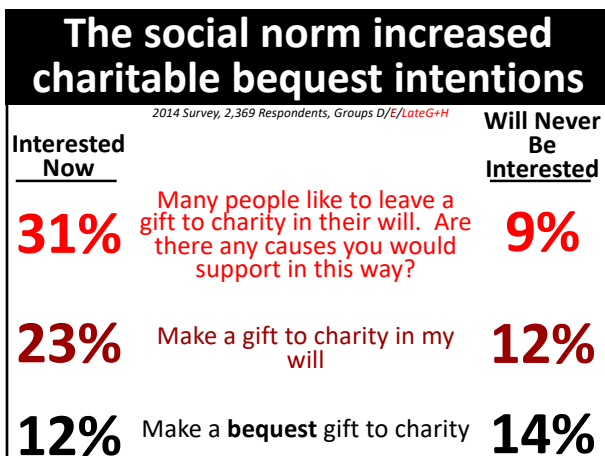 The social norm increased
charitable bequest intentions
2014 Survey, 2,369 Respondents, Groups D/E/LateG+H
Interested
Now
Will Never
Be
Interested
31%
Many people like to leave a
gift to charity in their will.  Are
there any causes you would
support in this way?
9%
23%
Make a gift to charity in my
will
12%
12%
Make a bequest gift to charity
14%